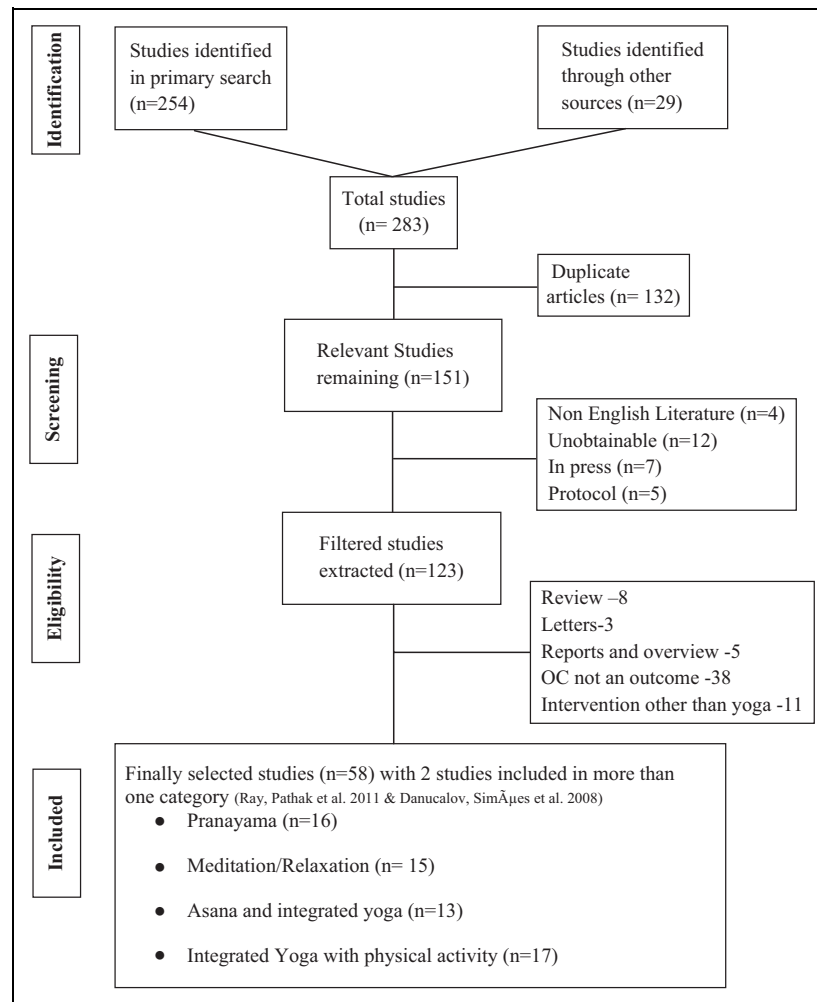 Identification
Studies identified
in primary search
(n=254)
Studies identified
through other
sources (n=29)
Total studies
(n= 283)
Duplicate
articles (n= 132)
Screening
Relevant Studies
remaining (n=151)
Non English Literature (n=4)
Unobtainable (n=12)
In press (n=7)
Protocol (n=5)
Eligibility
Filtered studies
extracted (n=123)
Review –8
Letters-3
Reports and overview -5
OC not an outcome -38
Intervention other than yoga -11
Included
Finally selected studies (n=58) with 2 studies included in more than
one category (Ray, Pathak et al. 2011 & Danucalov, SimÃµes et al. 2008)
● Pranayama (n=16)
● Meditation/Relaxation (n= 15)
● Asana and integrated yoga (n=13)
● Integrated Yoga with physical activity (n=17)